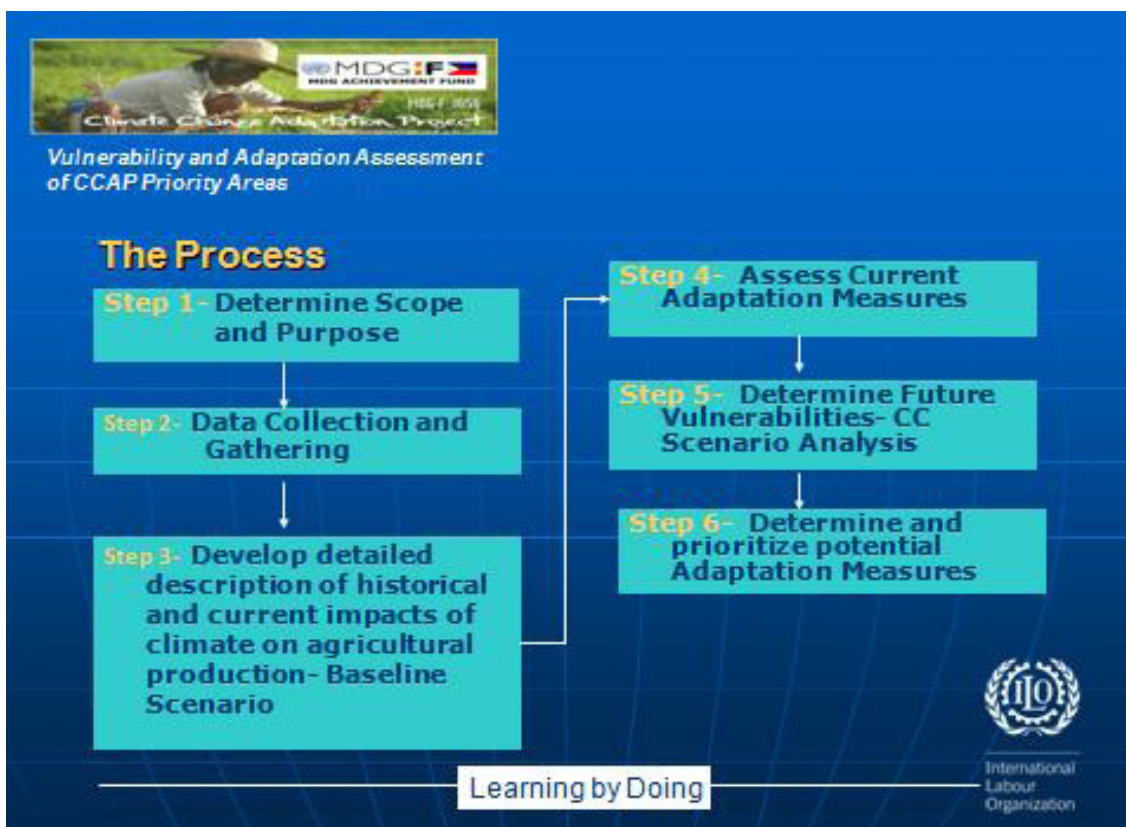 MDG:F
MDG ACHIEVEMENT FUND
MDG-F 1656
Climate Change Adaptation Project
Vulnerability and Adaptation Assessment
of CCAP Priority Areas
The Process
Step 1- Determine Scope
and Purpose
Step 2- Data Collection and
Gathering
Step 3- Develop detailed
description of historical
and current impacts of
climate on agricultural
production- Baseline
Scenario
Step 4- Assess Current
Adaptation Measures
Step 5- Determine Future
Vulnerabilities- CC
Scenario Analysis
Step 6- Determine and
prioritize potential
Adaptation Measures
Learning by Doing
ILO
International
Labour
Organization